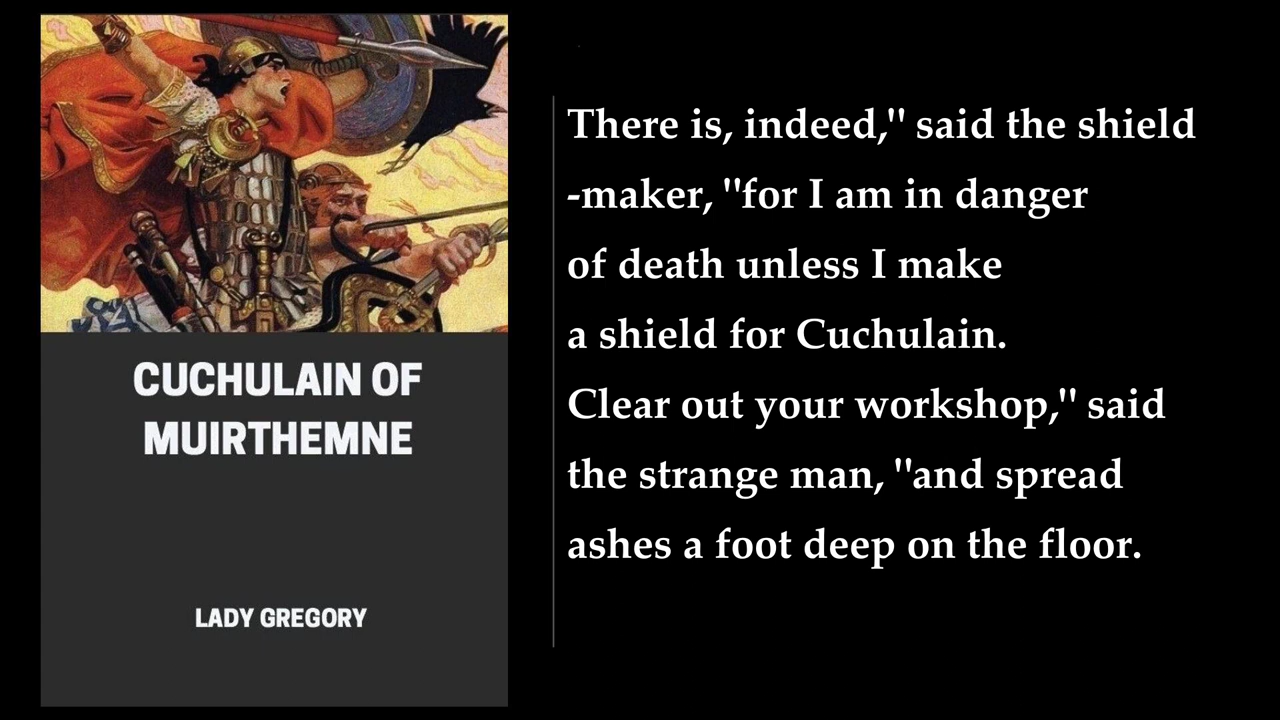 CUCHULAIN OF
MUIRTHEMNE
LADY GREGORY
There is, indeed," said the shield
-maker, "for I am in danger
of death unless I make
a shield for Cuchulain.
Clear out your workshop," said
the strange man, "and spread
ashes a foot deep on the floor.